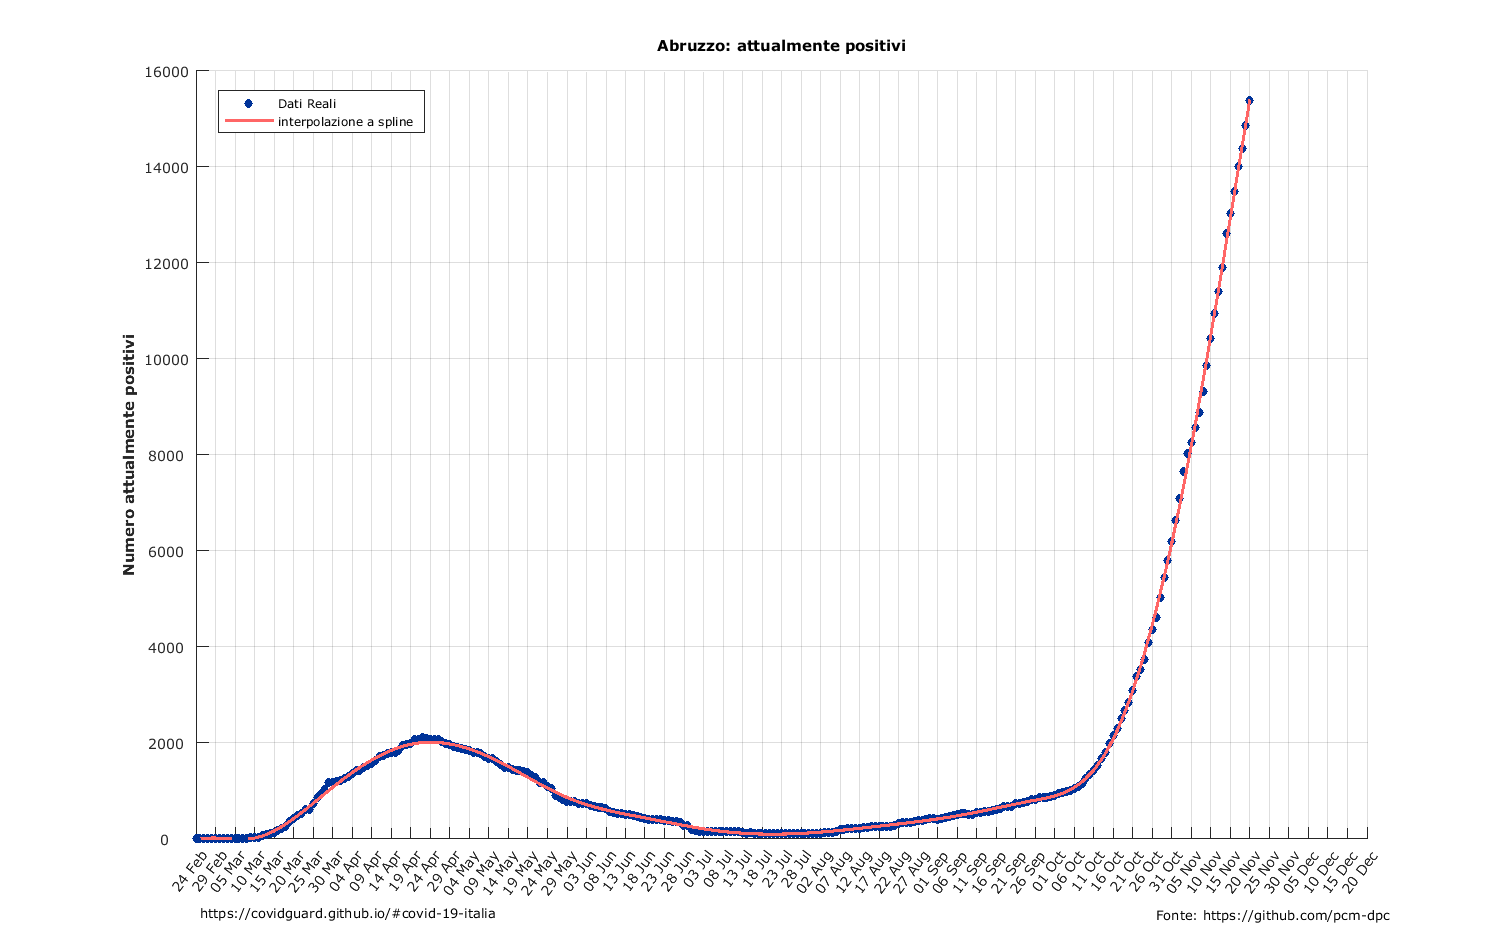 Abruzzo: attualmente positivi
16000
14000
12000
10000
8000
6000
4000
2000
0
Numero attualmente positivi
Dati Reali
interpolazione a spline
24 Feb
29 Feb
05 Mar
10 Mar
15 Mar
20 Mar
25 Mar
30 Mar
04 Apr
09 Apr
14 Apr
19 Apr
24 Apr
29 Apr
04 May
09 May
14 May
19 May
24 May
29 May
03 Jun
08 Jun
13 Jun
18 Jun
23 Jun
28 Jun
03 Jul
08 Jul
13 Jul
18 Jul
23 Jul
28 Jul
02 Aug
07 Aug
12 Aug
17 Aug
22 Aug
27 Aug
01 Sep
06 Sep
11 Sep
16 Sep
21 Sep
26 Sep
01 Oct
06 Oct
11 Oct
16 Oct
21 Oct
26 Oct
31 Oct
05 Nov
10 Nov
15 Nov
20 Nov
25 Nov
30 Nov
05 Dec
10 Dec
15 Dec
20 Dec
https://covidguard.github.io/#covid-19-italia
Fonte: https://github.com/pcm-dpc